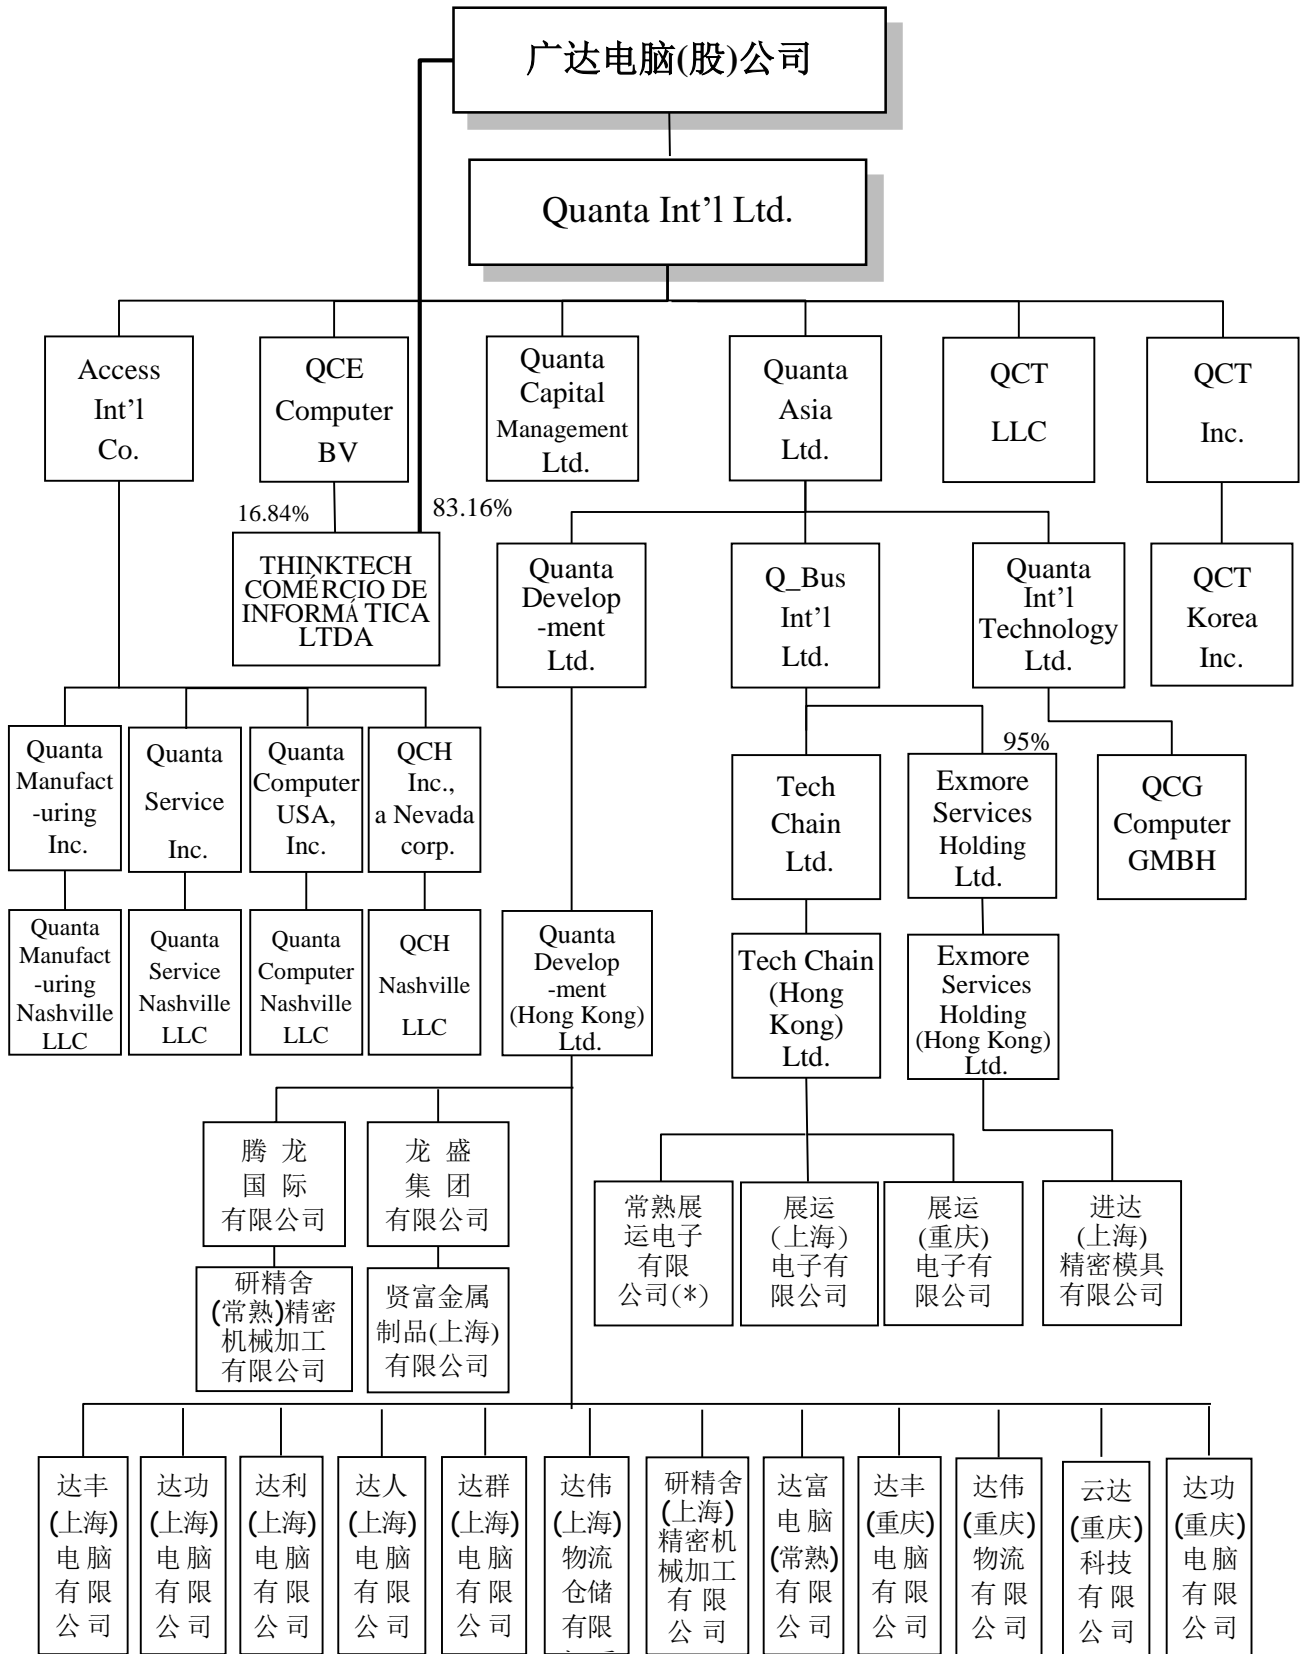 广达电脑(股)公司
Quanta Int’l Ltd.
Access
Int’l
Co.
QCE
Computer
BV
Quanta
Capital
Management
Ltd.
Quanta
Asia
Ltd.
QCT
LLC
QCT
Inc.
16.84%
83.16%
THINKTECH
COMÉRCIO DE
INFORMÁ TICA
LTDA
Quanta
Develop
-ment
Ltd.
Q_Bus
Int’l
Ltd.
Quanta
Int’l
Technology
Ltd.
QCT
Korea
Inc.
Quanta
Manufact
-uring
Inc.
Quanta
Service
Inc.
Quanta
Computer
USA,
Inc.
QCH
Inc.,
a Nevada
corp.
Tech
Chain
Ltd.
95%
Exmore
Services
Holding
Ltd.
QCG
Computer
GMBH
Quanta
Manufact
-uring
Nashville
LLC
Quanta
Service
Nashville
LLC
Quanta
Computer
Nashville
LLC
QCH
Nashville
LLC
Quanta
Develop
-ment
(Hong Kong)
Ltd.
Tech Chain
(Hong
Kong)
Ltd.
Exmore
Services
Holding
(Hong Kong)
Ltd.
腾 龙
国 际
有限公司
龙 盛
集 团
有限公司
常熟展
运电子
有限
公司(*)
展运
(上海)
电子有
限公司
展运
(重庆)
电子有
限公司
进达
(上海)
精密模具
有限公司
研精舍
(常熟)精密
机械加工
有限公司
贤富金属
制品(上海)
有限公司
达丰
(上海)
电 脑
有 限
公 司
达功
(上海)
电 脑
有 限
公 司
达利
(上海)
电 脑
有 限
公 司
达人
(上海)
电 脑
有 限
公 司
达群
(上海)
电 脑
有 限
公 司
达伟
(上海)
物流
仓储
有限
研精舍
(上海)
精密机
械加工
有 限
公 司
达富
电 脑
(常熟)
有 限
公 司
达丰
(重庆)
电 脑
有 限
公 司
达伟
(重庆)
物流
有 限
公 司
云达
(重庆)
科技
有 限
公 司
达功
(重庆)
电 脑
有 限
公 司